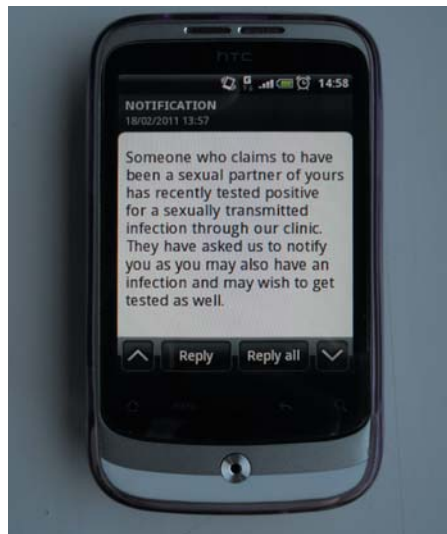 hTC
14:58
NOTIFICATION
18/02/2011 13:57
Someone who claims to have
been a sexual partner of yours
has recently tested positive
for a sexually transmitted
infection through our clinic.
They have asked us to notify
you as you may also have an
infection and may wish to get
tested as well.
Reply
Reply all